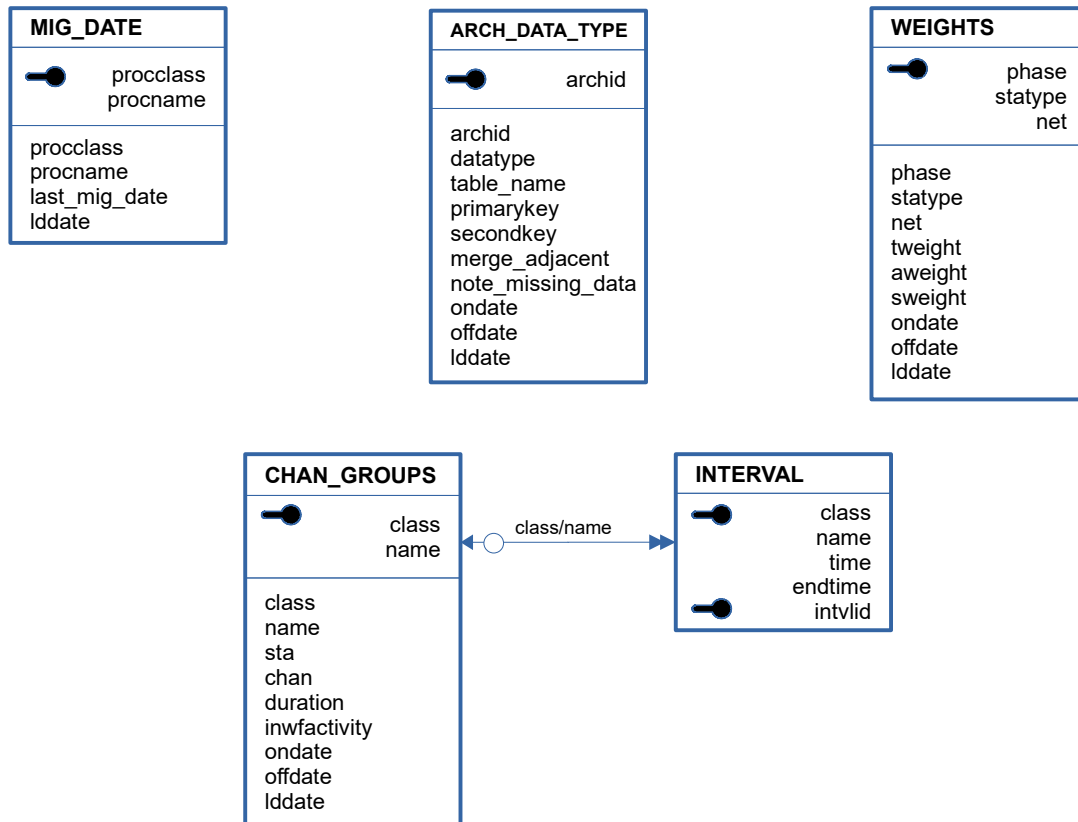 MIG_DATE
procclass
procname
procclass
procname
last_mig_date
lddate
ARCH_DATA_TYPE
archid
archid
datatype
table_name
primarykey
secondkey
merge_adjacent
note_missing_data
ondate
offdate
lddate
WEIGHTS
phase
statype
net
phase
statype
net
tweight
aweight
sweight
ondate
offdate
lddate
CHAN_GROUPS
class
name
class
name
sta
chan
duration
inwfactivity
ondate
offdate
lddate
class/name
INTERVAL
class
name
time
endtime
intvlid